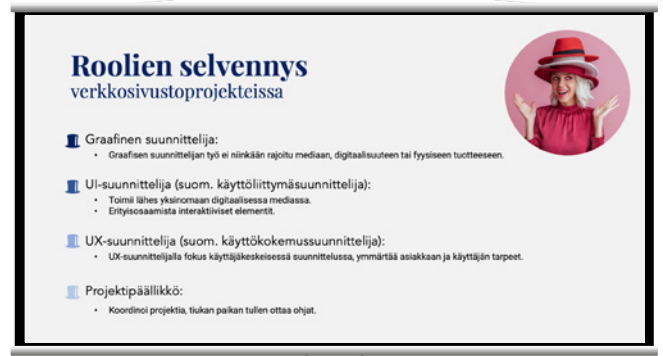 Roolien selvennys
verkkosivustoprojekteissa
Graafinen suunnittelija:
• Graafisen suunnittelijan työ ei niinkään rajoitu mediaan, digitaalisuuteen tai fyysiseen tuotteeseen.
UI-suunnittelija (suom. käyttöliittymäsuunnittelija):
• Toimii lähes yksinomaan digitaalisessa mediassa.
• Erityisosaamista interaktiiviset elementit.
UX-suunnittelija (suom. käyttökokemussuunnittelija):
• UX-suunnittelijalla fokus käyttäjäkeskeisessä suunnittelussa, ymmärtää asiakkaan ja käyttäjän tarpeet.
Projektipäällikkö:
• Koordinoi projektia, tiukan paikan tullen ottaa ohjat.